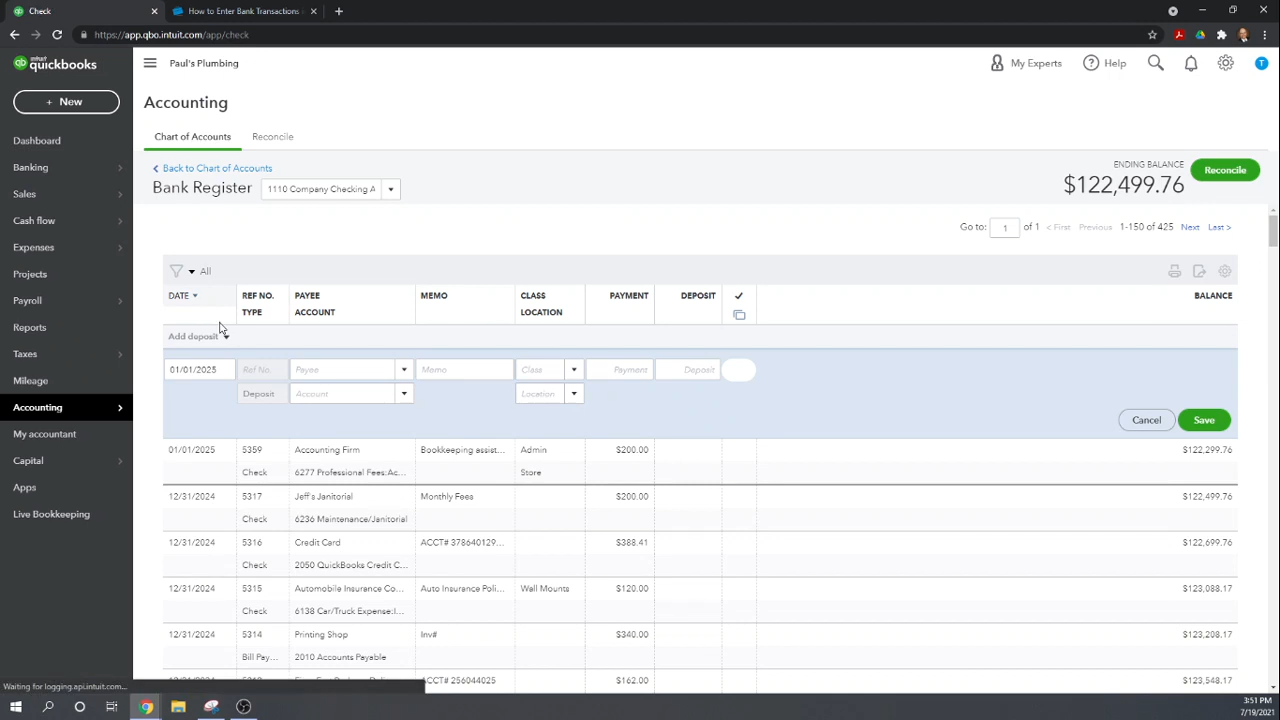 Check
How to Enter Bank Transactions
https://app.qbo.intuit.com/app/check
intuit
quickbooks
Paul's Plumbing
My Experts
Help
T
+ New
Accounting
Dashboard
Banking
Sales
Cash flow
Expenses
Projects
Payroll
Reports
Taxes
Mileage
Accounting
My accountant
Capital
Apps
Live Bookkeeping
Chart of Accounts
Reconcile
Back to Chart of Accounts
Bank Register
1110 Company Checking A
ENDING BALANCE
$122,499.76
Reconcile
Go to: 1 of 1 < First Previous 1-150 of 425 Next Last >
All
DATE REF NO. PAYEE MEMO CLASS PAYMENT DEPOSIT BALANCE
TYPE ACCOUNT LOCATION
Add deposit
01/01/2025 Ref No. Payee Memo Class Payment Deposit
Deposit Account Location
Cancel Save
01/01/2025 5359 Accounting Firm Bookkeeping assist... Admin $200.00 $122,299.76
Check 6277 Professional Fees:Ac... Store
12/31/2024 5317 Jeff's Janitorial Monthly Fees $200.00 $122,499.76
Check 6236 Maintenance/Janitorial
12/31/2024 5316 Credit Card ACCT# 378640129... $388.41 $122,699.76
Check 2050 QuickBooks Credit C...
12/31/2024 5315 Automobile Insurance Co... Auto Insurance Poli... Wall Mounts $120.00 $123,088.17
Check 6138 Car/Truck Expense:I...
12/31/2024 5314 Printing Shop Inv# $340.00 $123,208.17
Bill Pay... 2010 Accounts Payable
ACCT# 256044025 $162.00 $123,548.17
Waiting for logging.api.intuit.com...
3:51 PM
7/19/2021